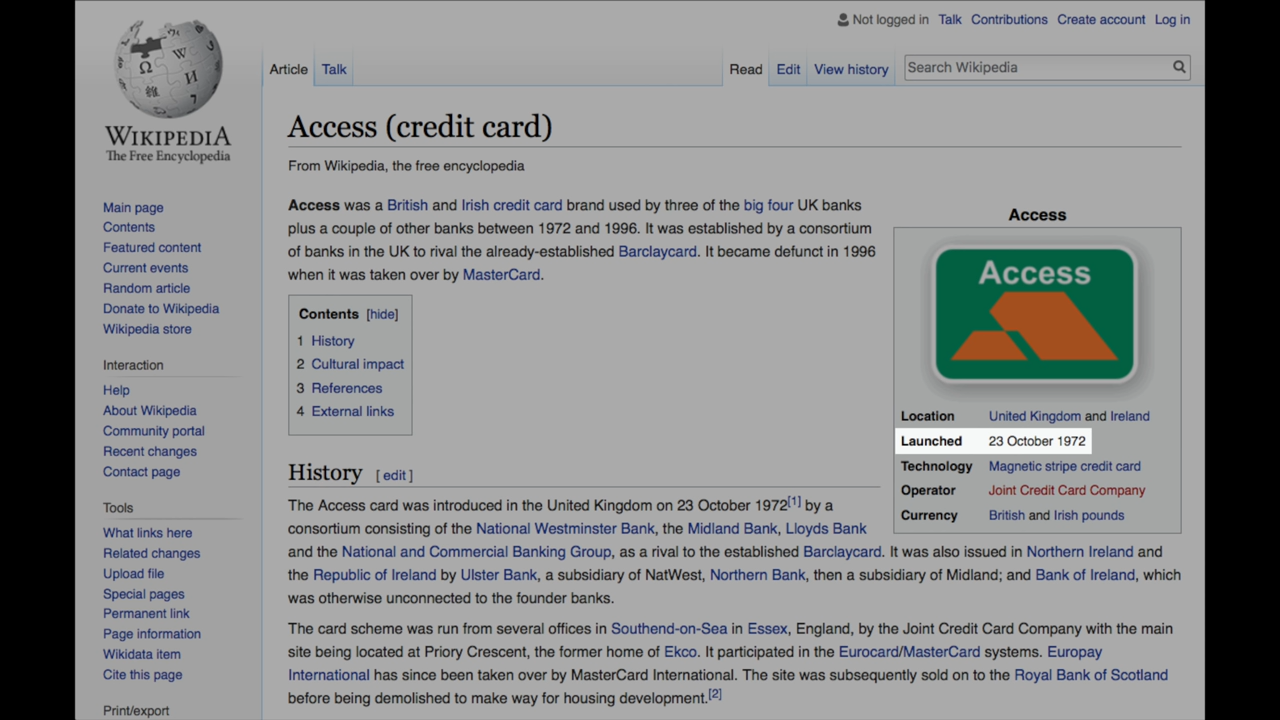 Not logged in Talk Contributions Create account Log in
Article Talk Read Edit View history Search Wikipedia
WIKIPEDIA
The Free Encyclopedia
Main page
Contents
Featured content
Current events
Random article
Donate to Wikipedia
Wikipedia store
Interaction
Help
About Wikipedia
Community portal
Recent changes
Contact page
Tools
What links here
Related changes
Upload file
Special pages
Permanent link
Page information
Wikidata item
Cite this page
Print/export
Access (credit card)
From Wikipedia, the free encyclopedia
Access was a British and Irish credit card brand used by three of the big four UK banks
plus a couple of other banks between 1972 and 1996. It was established by a consortium
of banks in the UK to rival the already-established Barclaycard. It became defunct in 1996
when it was taken over by MasterCard.
Contents [hide]
1 History
2 Cultural impact
3 References
4 External links
Access
Access
Location United Kingdom and Ireland
Launched 23 October 1972
Technology Magnetic stripe credit card
Operator Joint Credit Card Company
Currency British and Irish pounds
History [ edit ]
The Access card was introduced in the United Kingdom on 23 October 1972[1] by a
consortium consisting of the National Westminster Bank, the Midland Bank, Lloyds Bank
and the National and Commercial Banking Group, as a rival to the established Barclaycard. It was also issued in Northern Ireland and
the Republic of Ireland by Ulster Bank, a subsidiary of NatWest, Northern Bank, then a subsidiary of Midland; and Bank of Ireland, which
was otherwise unconnected to the founder banks.
The card scheme was run from several offices in Southend-on-Sea in Essex, England, by the Joint Credit Card Company with the main
site being located at Priory Crescent, the former home of Ekco. It participated in the Eurocard/MasterCard systems. Europay
International has since been taken over by MasterCard International. The site was subsequently sold on to the Royal Bank of Scotland
before being demolished to make way for housing development.[2]